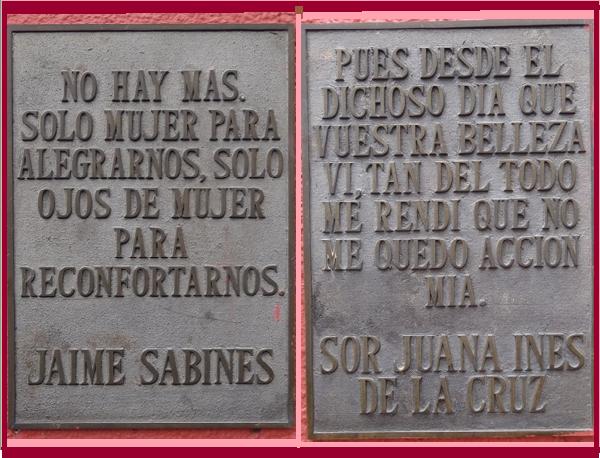 NO HAY MAS.
SOLO MUJER PARA
ALEGRARNOS, SOLO
OJOS DE MUJER
PARA
RECONFORTARNOS.
JAIME SABINES
PUES DESDE EL
DICHOSO DIA QUE
VUESTRA BELLEZA
VI, TAN DEL TODO
ME RENDI QUE NO
ME QUEDO ACCION
MIA.
SOR JUANA INES
DE LA CRUZ